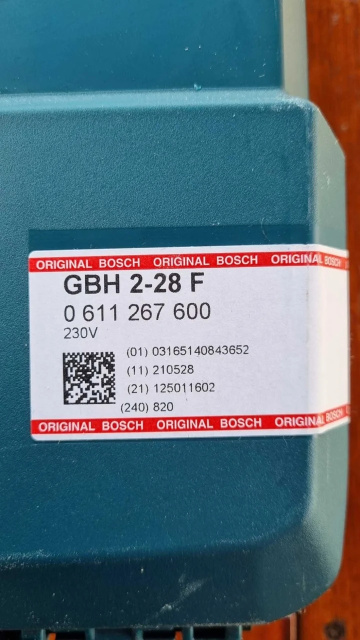 ORIGINAL BOSCH ORIGINAL BOSCH ORIGINAL BOSCH
GBH 2-28 F
0 611 267 600
230V
(01) 03165140843652
(11) 210528
(21) 125011602
(240) 820
ORIGINAL BOSCH ORIGINAL BOSCH ORIGINAL BOSCH